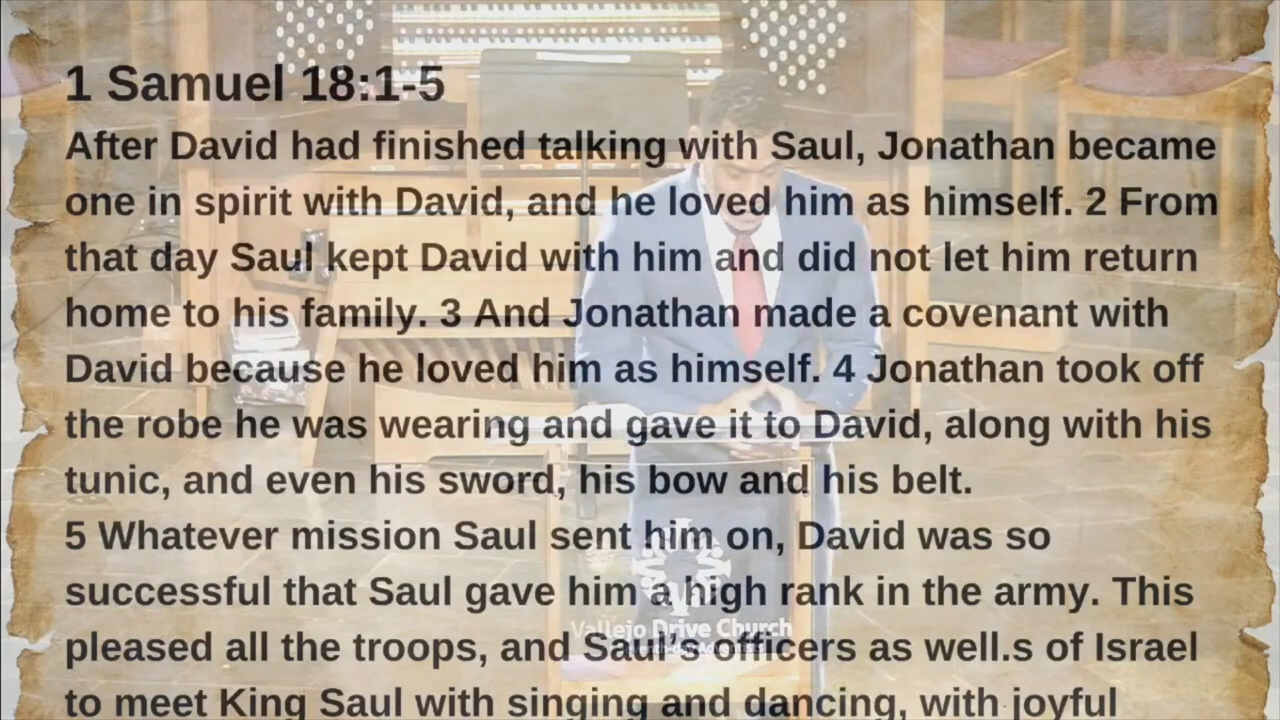 1 Samuel 18:1-5
After David had finished talking with Saul, Jonathan became
one in spirit with David, and he loved him as himself. 2 From
that day Saul kept David with him and did not let him return
home to his family. 3 And Jonathan made a covenant with
David because he loved him as himself. 4 Jonathan took off
the robe he was wearing and gave it to David, along with his
tunic, and even his sword, his bow and his belt.
5 Whatever mission Saul sent him on, David was so
successful that Saul gave him a high rank in the army. This
pleased all the troops, and Saul's officers as well.s of Israel
to meet King Saul with singing and dancing, with joyful
Vallejo Drive Church